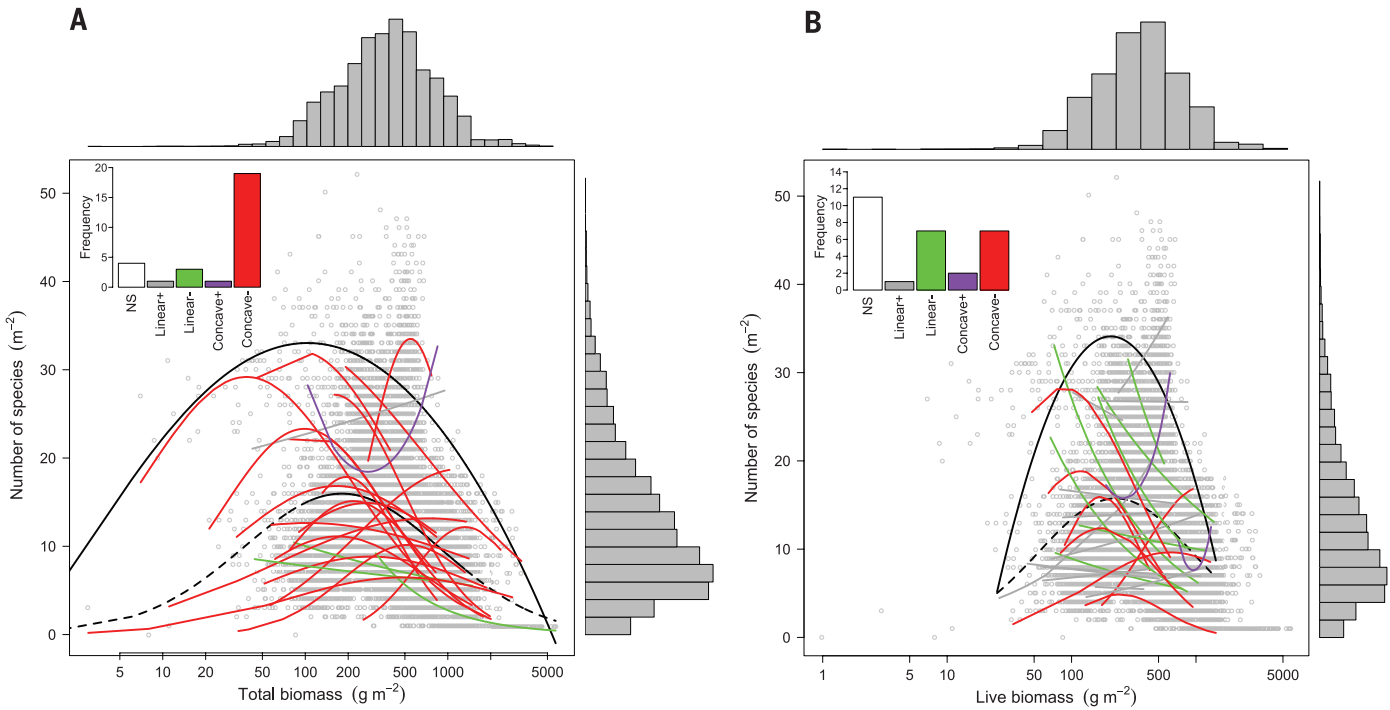 A
20
15
10
5
0
Frequency
NS
Linear+
Linear-
Concave+
Concave-
50
40
30
20
10
0
Number of species (m−2)
5
10
20
50
100
200
500
1000
5000
Total biomass (g m−2)
B
14
12
10
8
6
4
2
0
Frequency
NS
Linear+
Linear-
Concave+
Concave-
50
40
30
20
10
0
Number of species (m−2)
1
5
10
50
100
500
5000
Live biomass (g m−2)